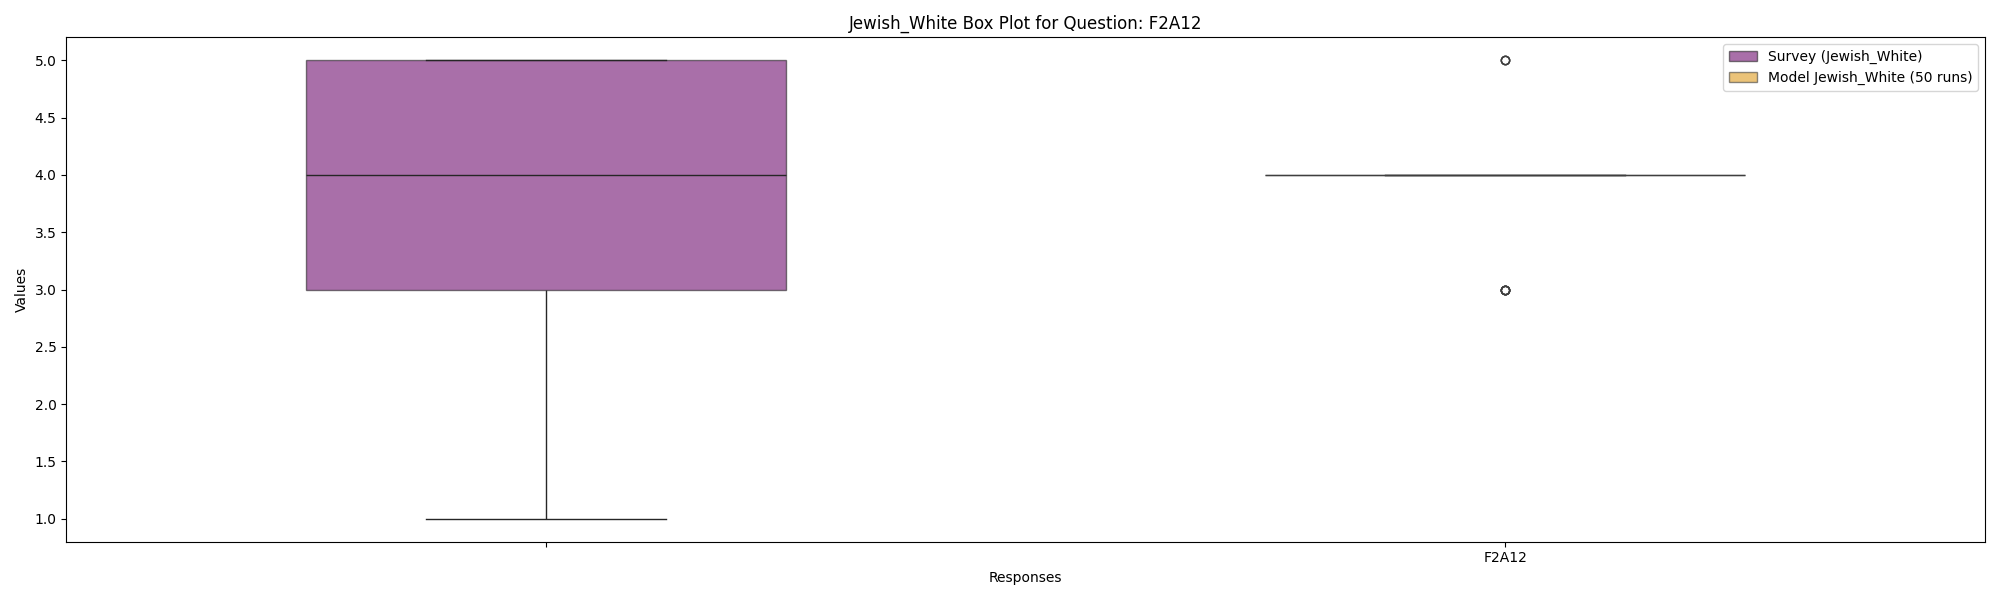 Jewish_White Box Plot for Question: F2A12
Survey (Jewish_White)
Model Jewish_White (50 runs)
5.0
4.5
4.0
3.5
3.0
2.5
2.0
1.5
1.0
Values
F2A12
Responses